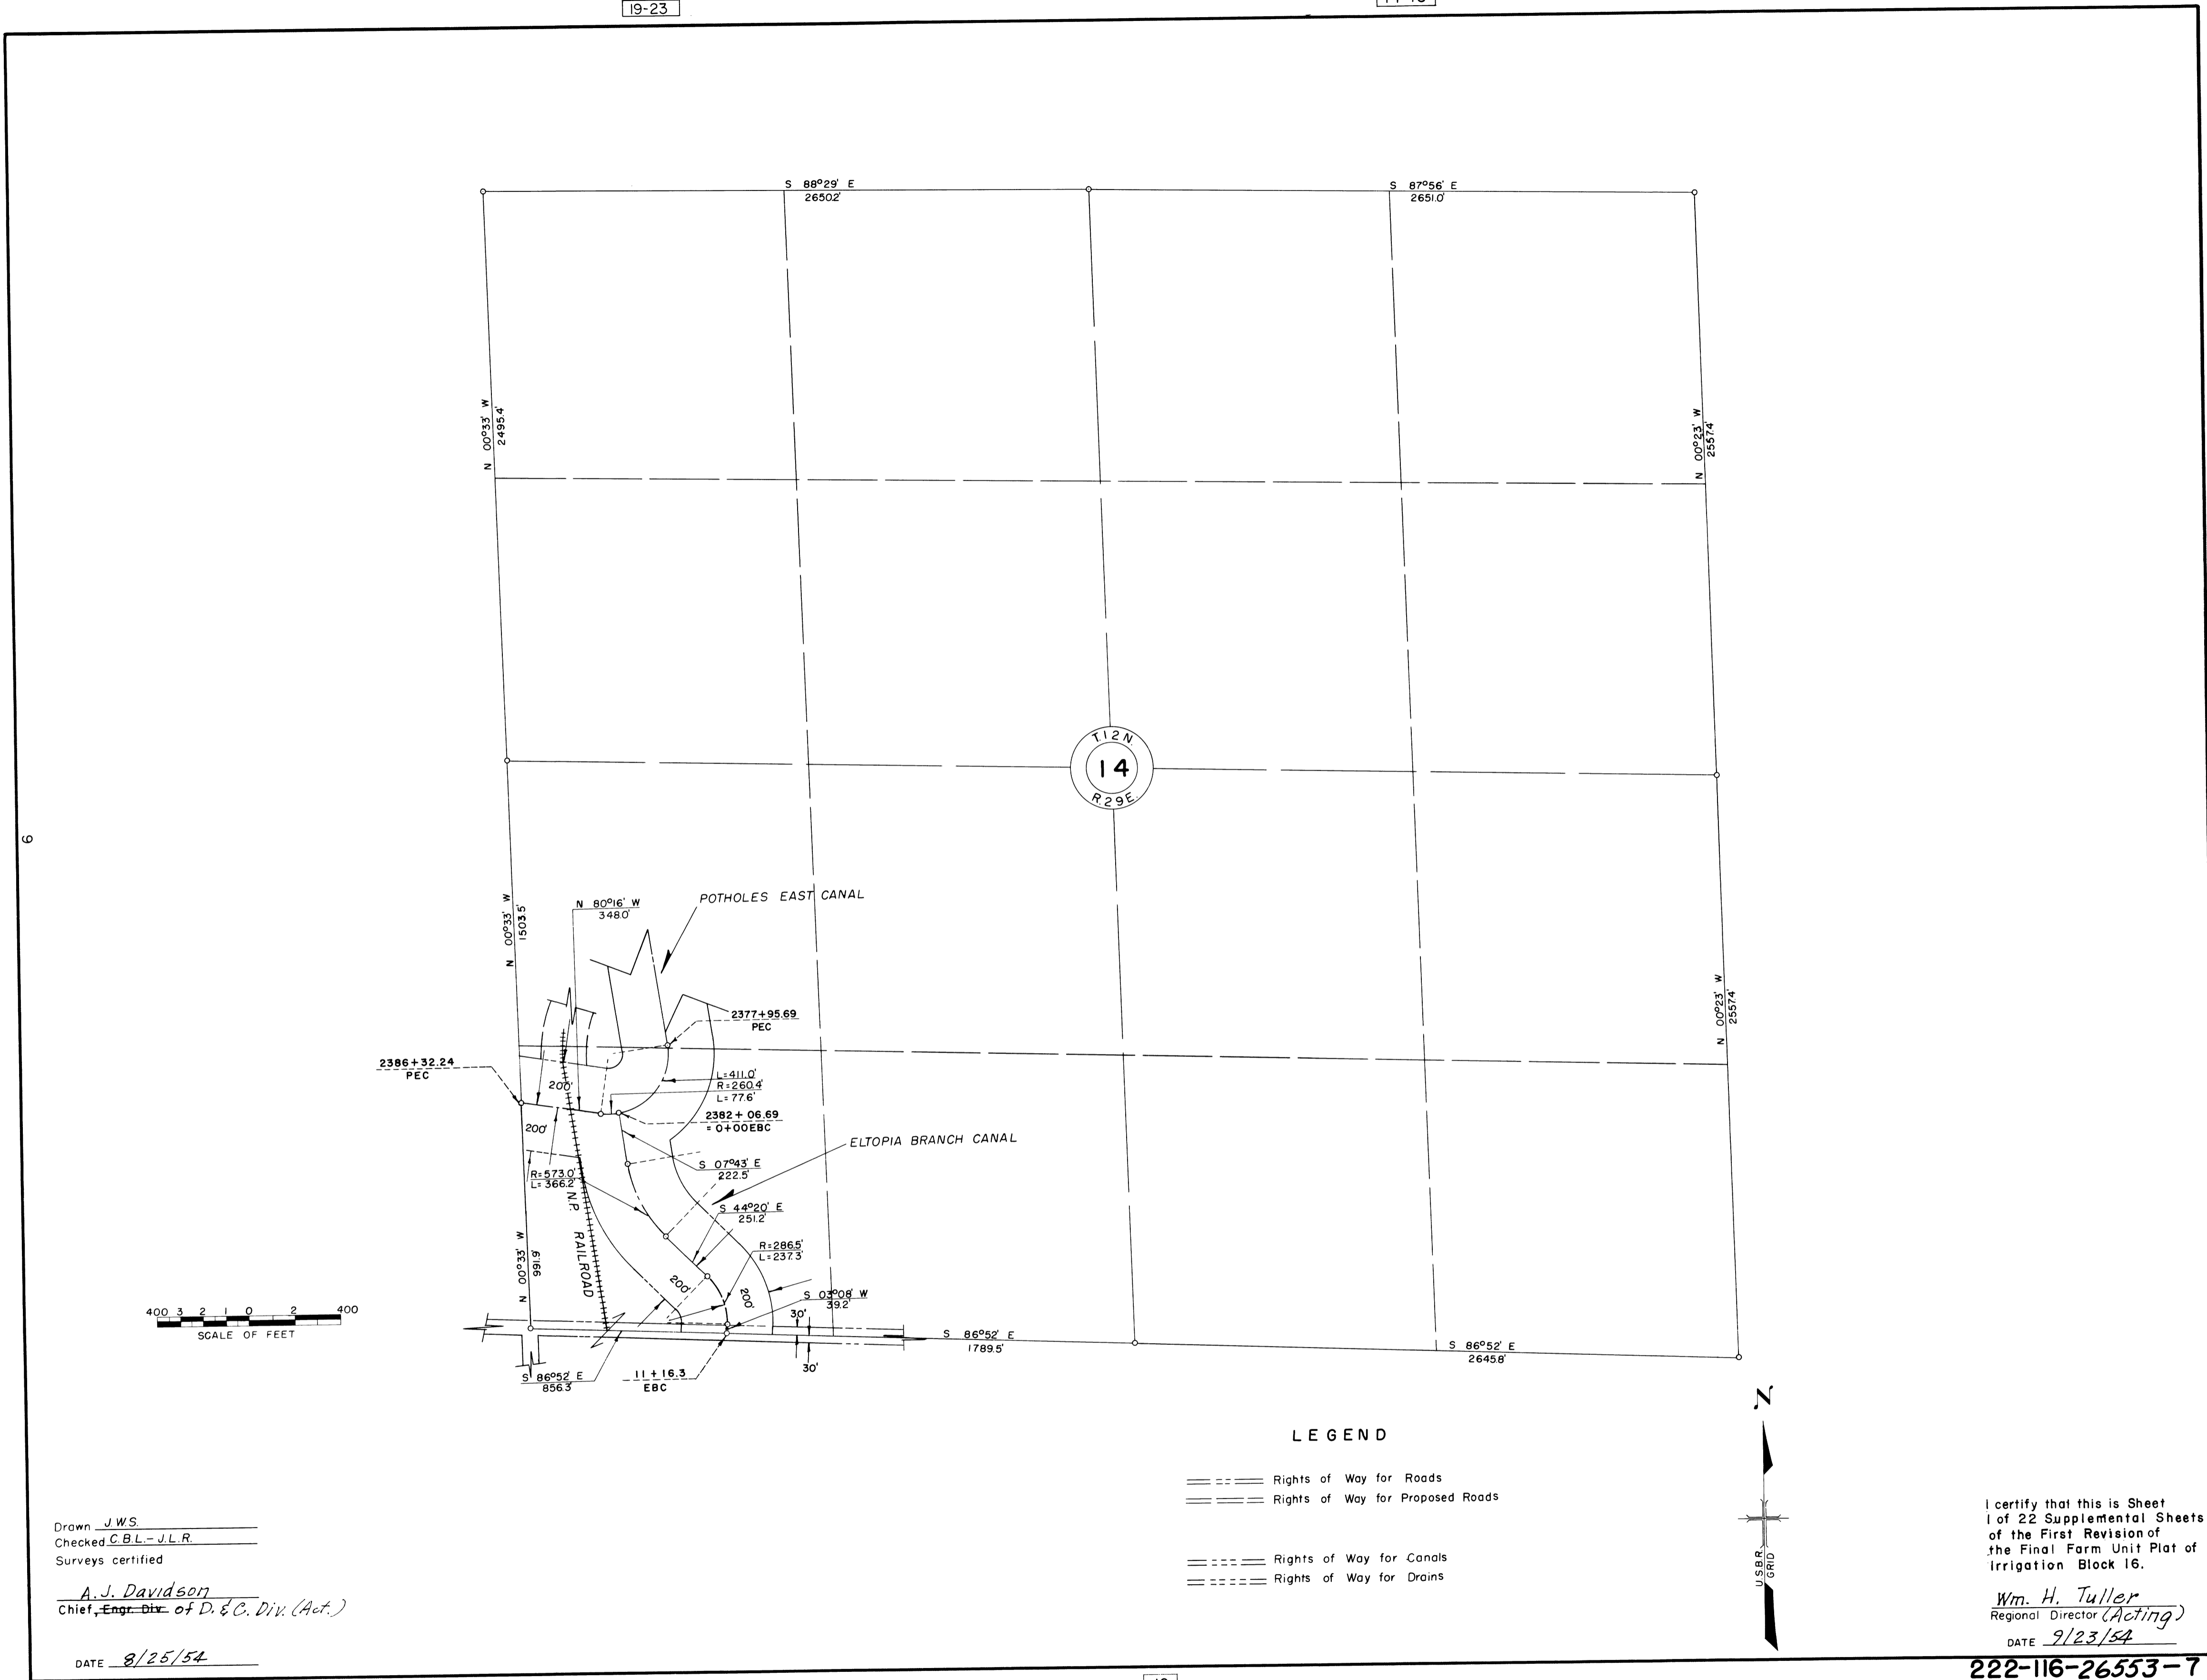 19-23
S 88°29' E
2650.2'
S 87°56' E
2651.0'
N 00°33' W
2495.4'
N 00°23' W
2557.4'
T.12N.
14
R.29E.
9
N 00°33' W
1503.5'
N 80°16' W
348.0'
POTHOLES EAST CANAL
N 00°23' W
2557.4'
2377+95.69
PEC
2386+32.24
PEC
200'
L=411.0'
R=260.4'
L=77.6'
2382+06.69
= 0+00EBC
200'
ELTOPIA BRANCH CANAL
S 07°43' E
222.5'
R=573.0'
L=366.2'
N.P. RAILROAD
S 44°20' E
251.2'
R=286.5'
L=237.3'
N 00°33' W
991.9'
200'
200'
S 03°08' W
39.2'
30'
400 3 2 1 0 2 400
SCALE OF FEET
S 86°52' E
1789.5'
S 86°52' E
2645.8'
30'
S 86°52' E
856.3'
11+16.3
EBC
N
LEGEND
Rights of Way for Roads
Rights of Way for Proposed Roads
Rights of Way for Canals
Rights of Way for Drains
U.S.B.R.
GRID
Drawn J.W.S.
Checked C.B.L.-J.L.R.
Surveys certified
A.J. Davidson
Chief, Engr. Div. of D. & C. Div. (Act.)
DATE 8/25/54
I certify that this is Sheet
1 of 22 Supplemental Sheets
of the First Revision of
the Final Farm Unit Plat of
Irrigation Block 16.
Wm. H. Tuller
Regional Director (Acting)
DATE 9/23/54
222-116-26553-7